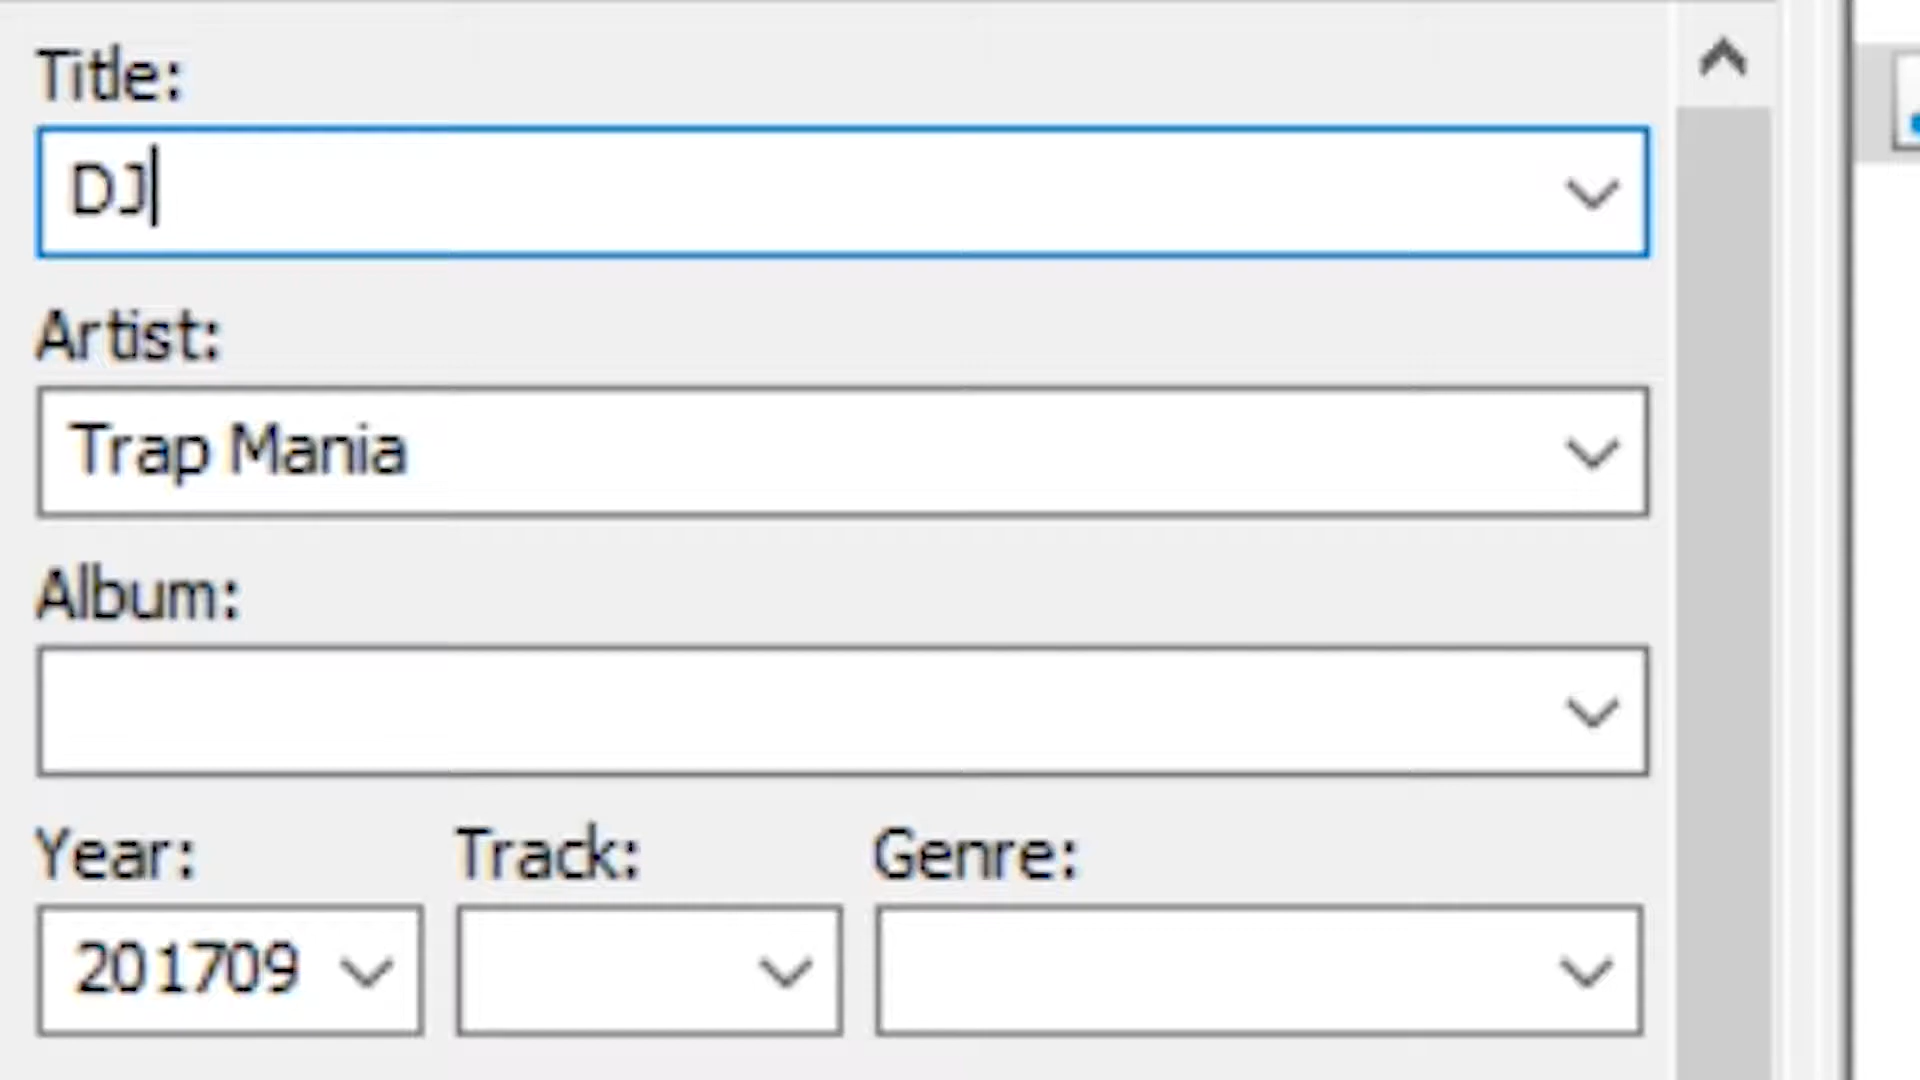 Title:
DJ
Artist:
Trap Mania
Album:
Year: Track: Genre:
201709